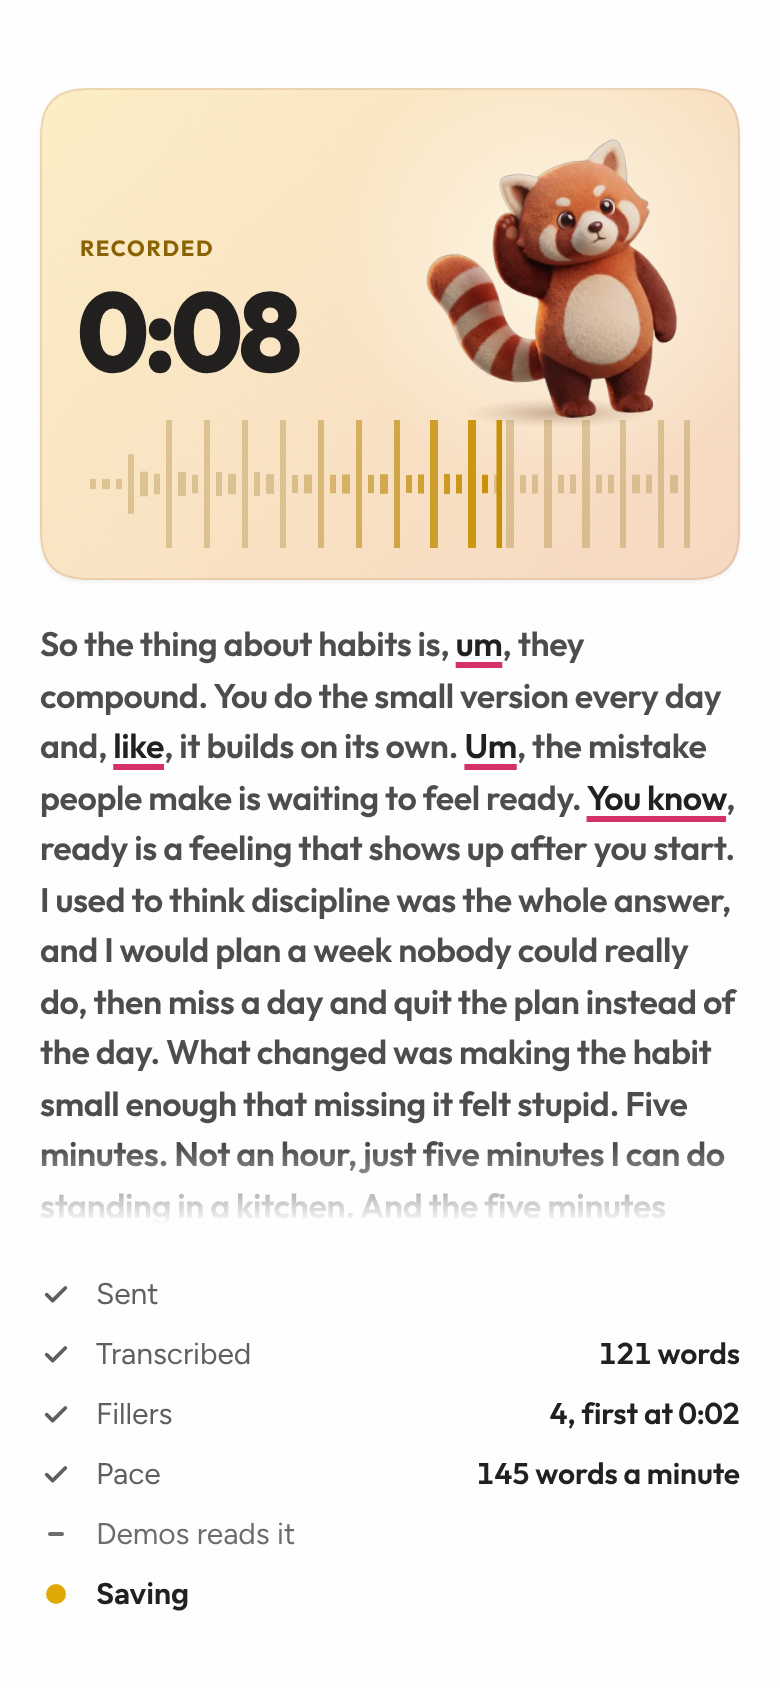 RECORDED
0:08
So the thing about habits is, um, they
compound. You do the small version every day
and, like, it builds on its own. Um, the mistake
people make is waiting to feel ready. You know,
ready is a feeling that shows up after you start.
I used to think discipline was the whole answer,
and I would plan a week nobody could really
do, then miss a day and quit the plan instead of
the day. What changed was making the habit
small enough that missing it felt stupid. Five
minutes. Not an hour, just five minutes I can do
standing in a kitchen. And the five minutes
Sent
Transcribed 121 words
Fillers 4, first at 0:02
Pace 145 words a minute
Demos reads it
Saving